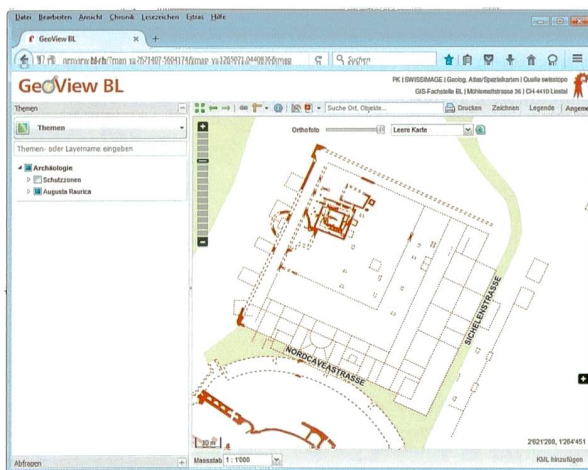 Datei Bearbeiten Ansicht Chronik Lesezeichen Extras Hilfe
GeoView BL
Suchen
GeoView BL
PK | SWISSIMAGE | Geolog. Atlas/Spezialkarten | Quelle swisstopo
GIS-Fachstelle BL | Mühlemattstrasse 36 | CH-4410 Liestal
Themen
Suche Ort, Objekte...
Drucken Zeichnen Legende
Themen
Orthofoto
Leere Karte
Themen- oder Layername eingeben
Archäologie
Schutzzonen
Augusta Raurica
SICHELENSTRASSE
NORDCAVEASTRASSE
10 m
2'621'200, 1'264'451
Abfragen
Massstab 1 : 1'000
KML hinzufügen